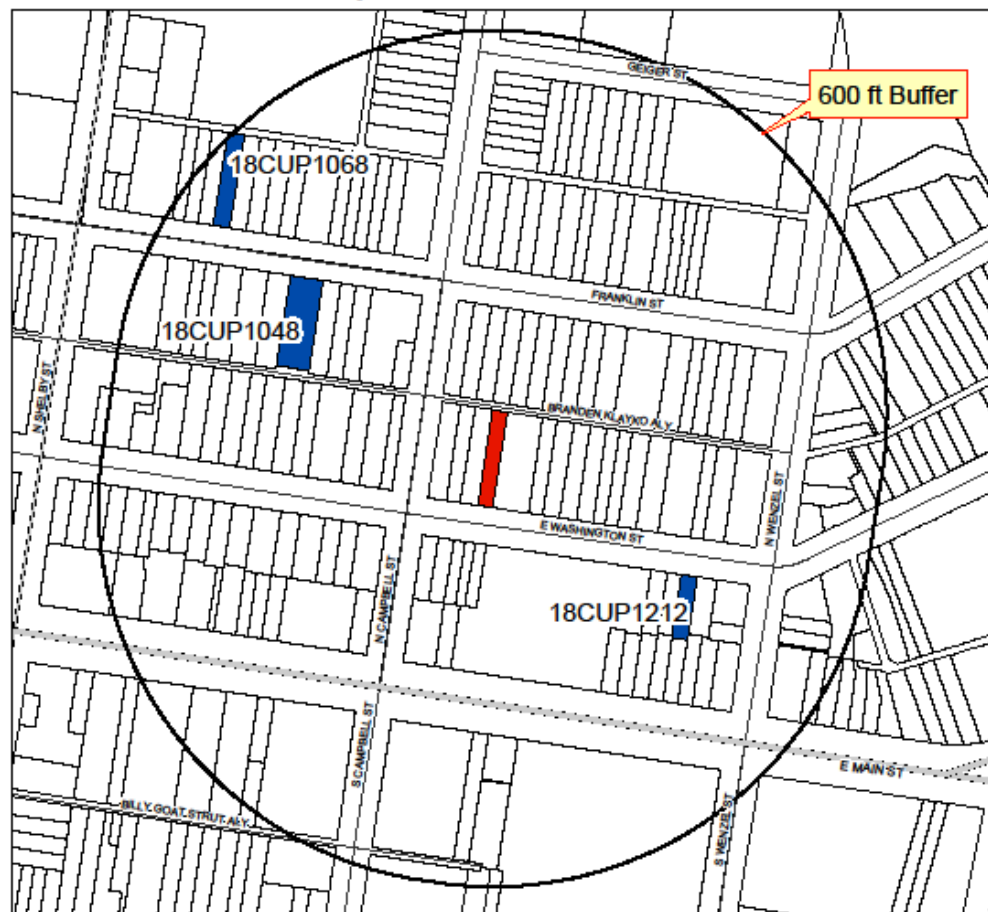 GEIGER ST
600 ft Buffer
18CUP1068
FRANKLIN ST
18CUP1048
N SHELBY ST
BRANDEN KLAYKO ALY
N WENZEL ST
E WASHINGTON ST
N CAMPBELL ST
18CUP1212
S CAMPBELL ST
E MAIN ST
BILLY GOAT STRUT ALY
S WENZEL ST